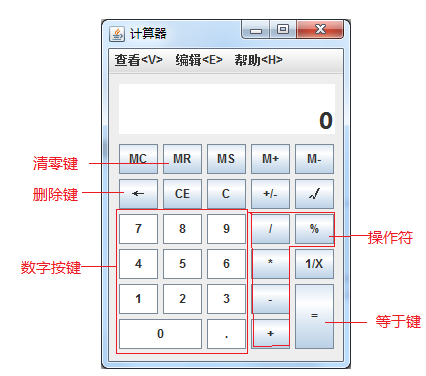 计算器
查看<V> 编辑<E> 帮助<H>
0
清零键
MC MR MS M+ M-
删除键
← CE C +/- √
7 8 9 / %
操作符
数字按键
4 5 6 * 1/X
1 2 3 - =
等于键
0 . +